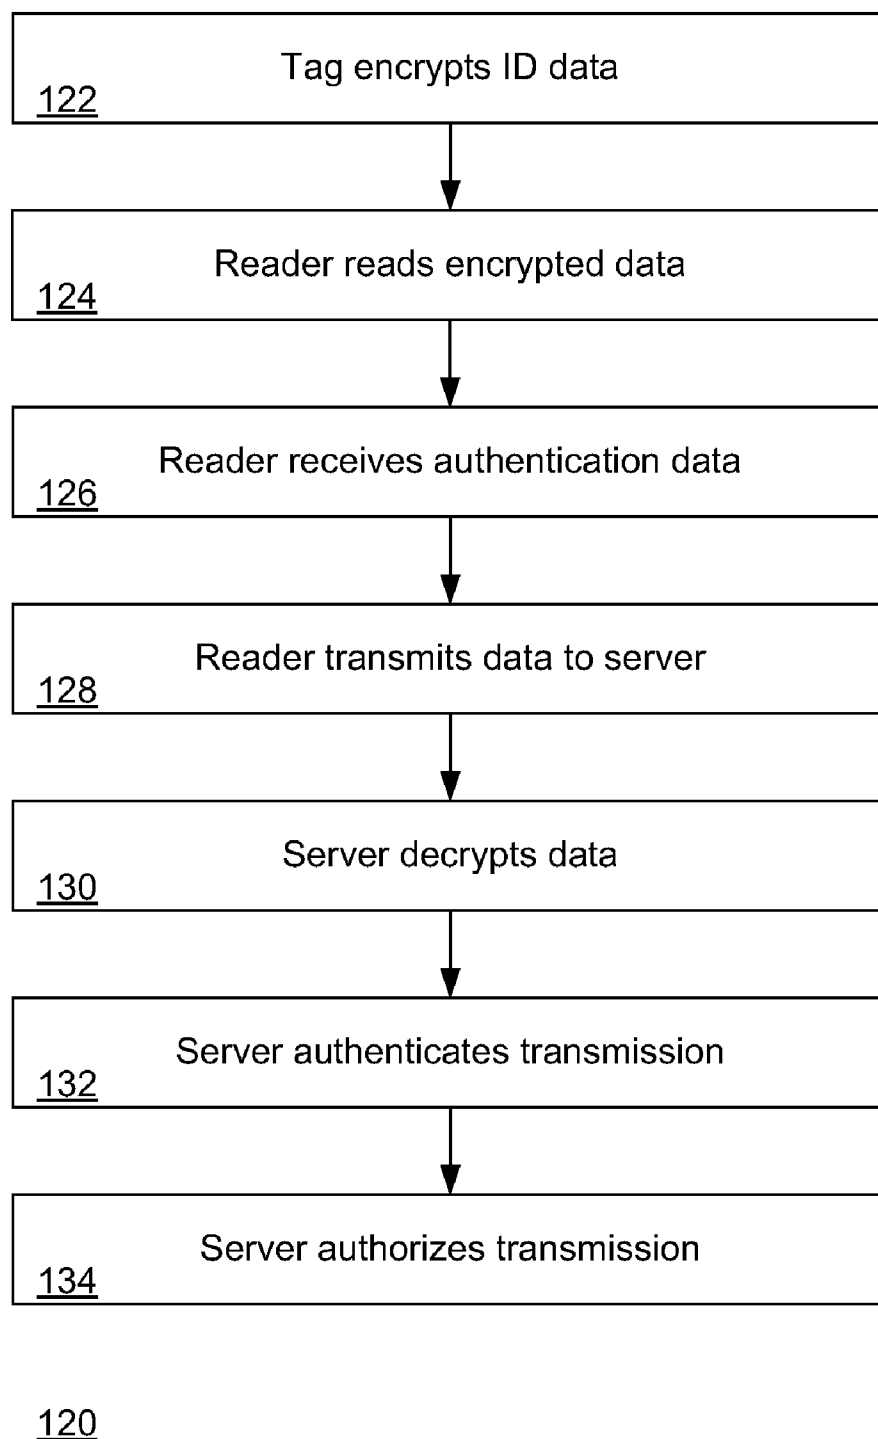 Tag encrypts ID data
122
Reader reads encrypted data
124
Reader receives authentication data
126
Reader transmits data to server
128
Server decrypts data
130
Server authenticates transmission
132
Server authorizes transmission
134
120